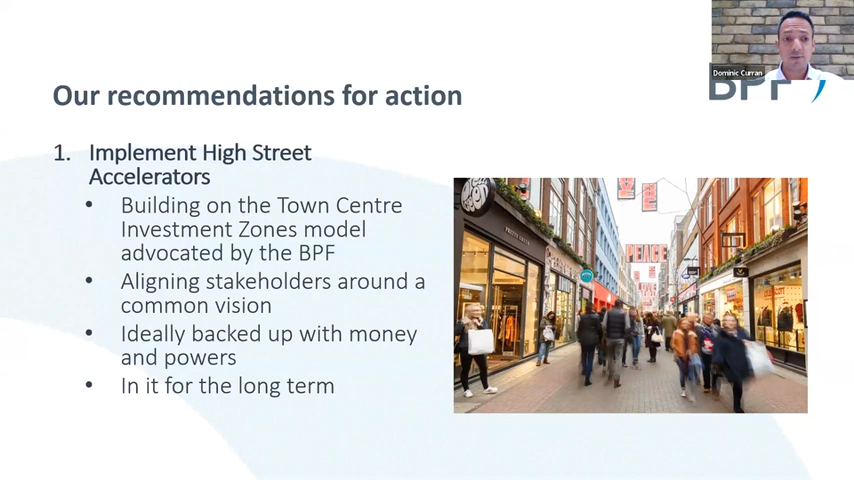 Dominic Curran
BPF
Our recommendations for action
1. Implement High Street
Accelerators
• Building on the Town Centre
Investment Zones model
advocated by the BPF
• Aligning stakeholders around a
common vision
• Ideally backed up with money
and powers
• In it for the long term
PEACE